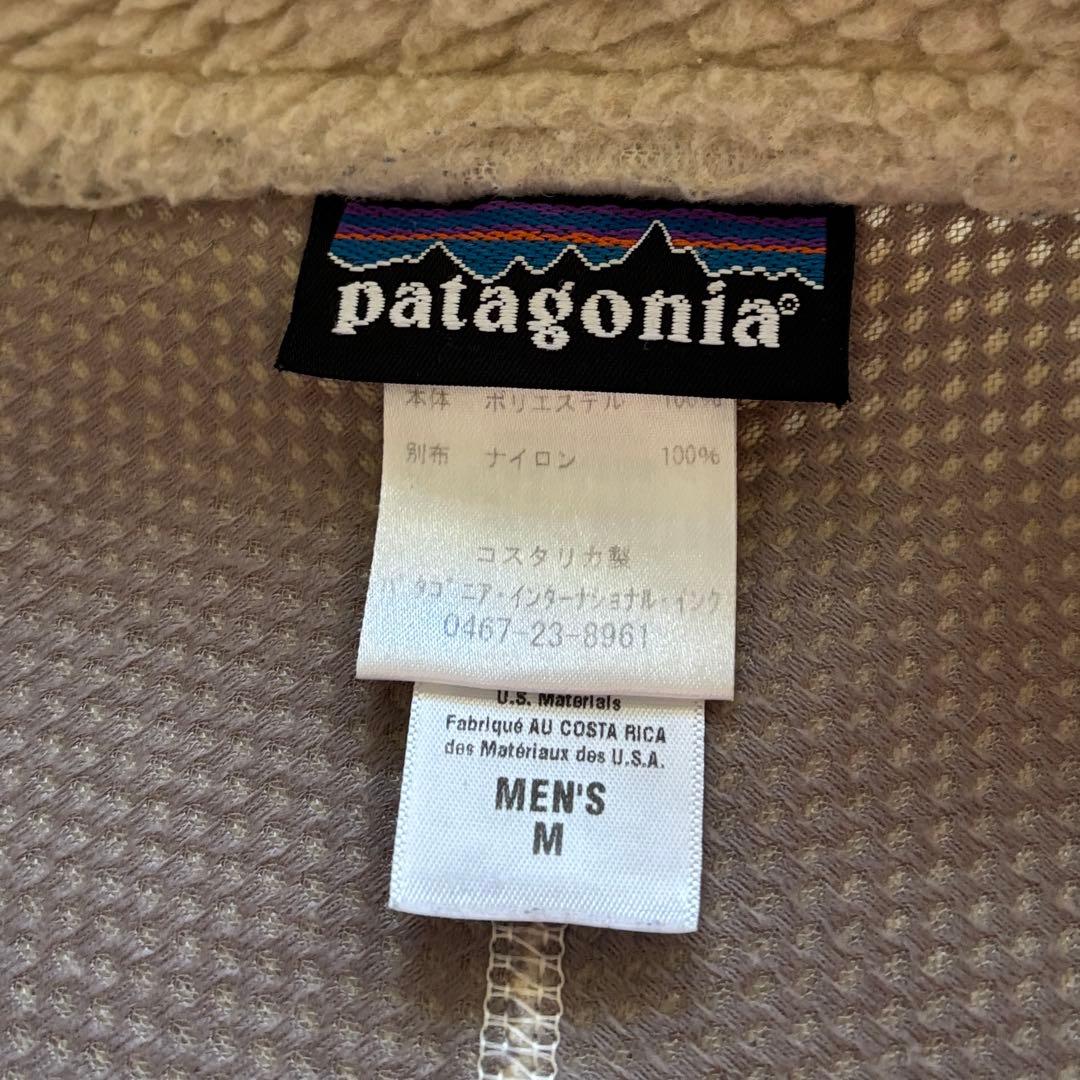 patagonia®
本体 ポリエステル 100%
別布 ナイロン 100%
コスタリカ製
パタゴニア・インターナショナル・インク
0467-23-8961
U.S. Materials
Fabriqué AU COSTA RICA
des Matériaux des U.S.A.
MEN'S
M